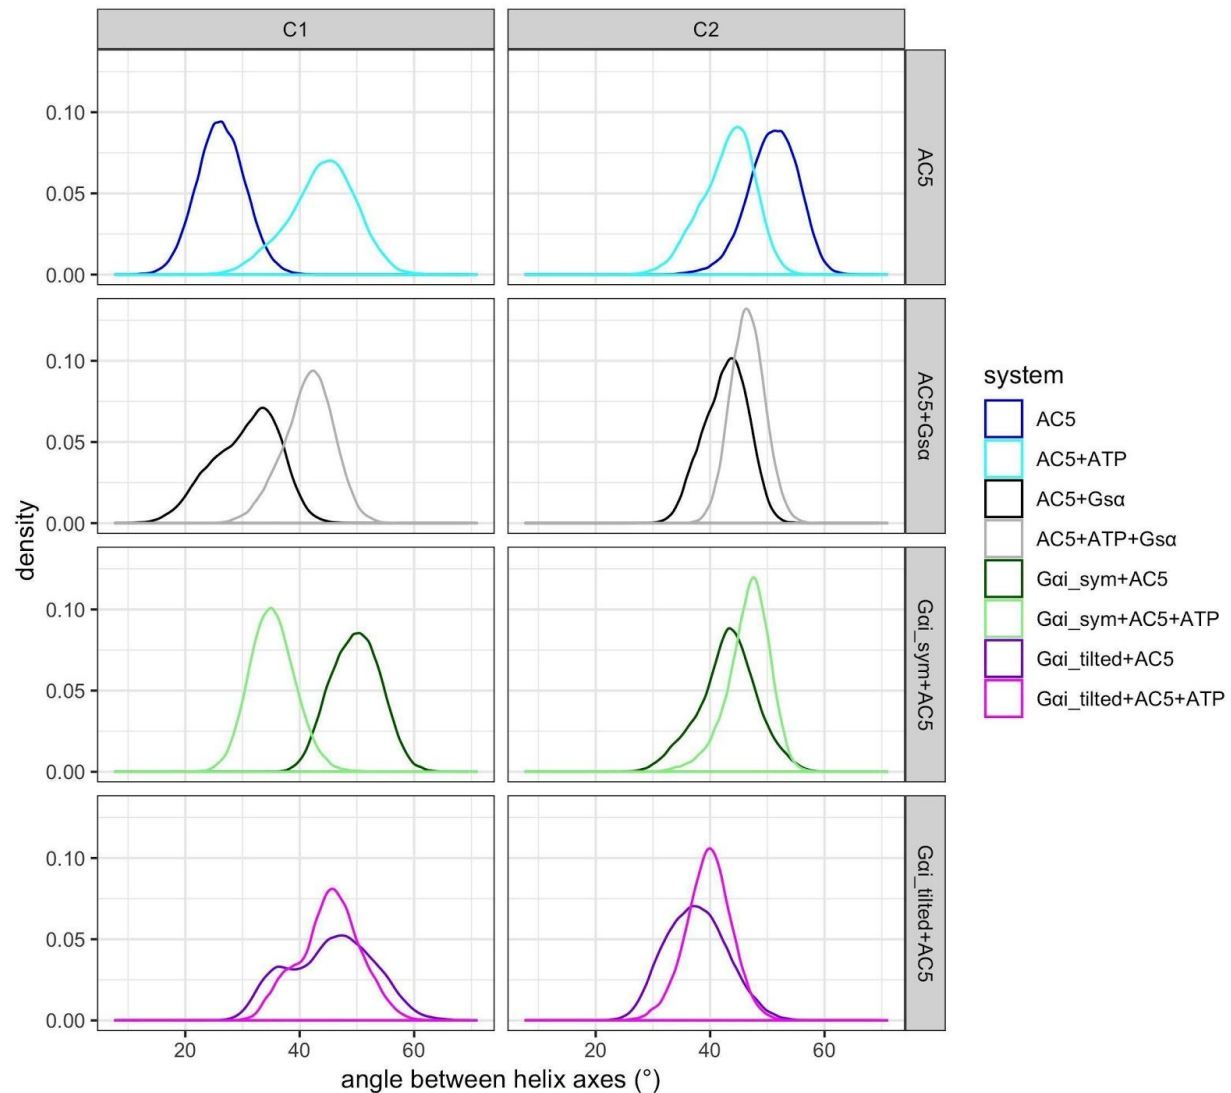 C1 C2
0.10
0.05
0.00
AC5
0.10
0.05
0.00
AC5+Gsα
0.10
0.05
0.00
Gαi_sym+AC5
0.10
0.05
0.00
Gαi_tilted+AC5
20 40 60 20 40 60
angle between helix axes (°)
density
system
AC5
AC5+ATP
AC5+Gsα
AC5+ATP+Gsα
Gαi_sym+AC5
Gαi_sym+AC5+ATP
Gαi_tilted+AC5
Gαi_tilted+AC5+ATP